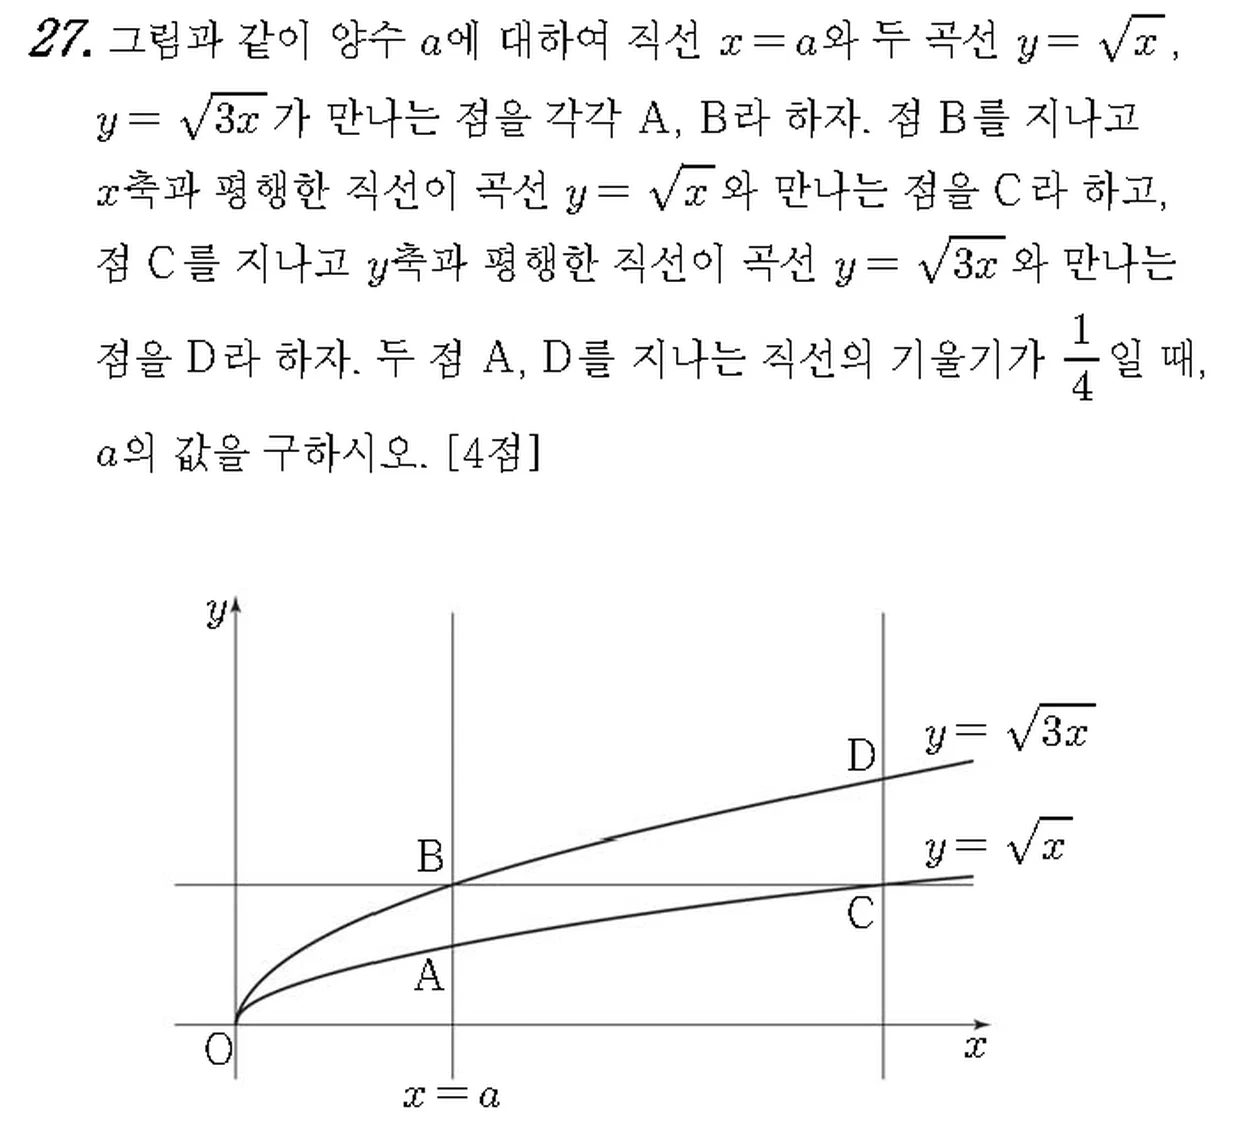 27. 그림과 같이 양수 a에 대하여 직선 x=a와 두 곡선 y=√x,
y=√3x가 만나는 점을 각각 A, B라 하자. 점 B를 지나고
x축과 평행한 직선이 곡선 y=√x와 만나는 점을 C라 하고,
점 C를 지나고 y축과 평행한 직선이 곡선 y=√3x와 만나는
점을 D라 하자. 두 점 A, D를 지나는 직선의 기울기가 1/4일 때,
a의 값을 구하시오. [4점]
y
y=√3x
D
y=√x
B
C
A
O
x
x=a